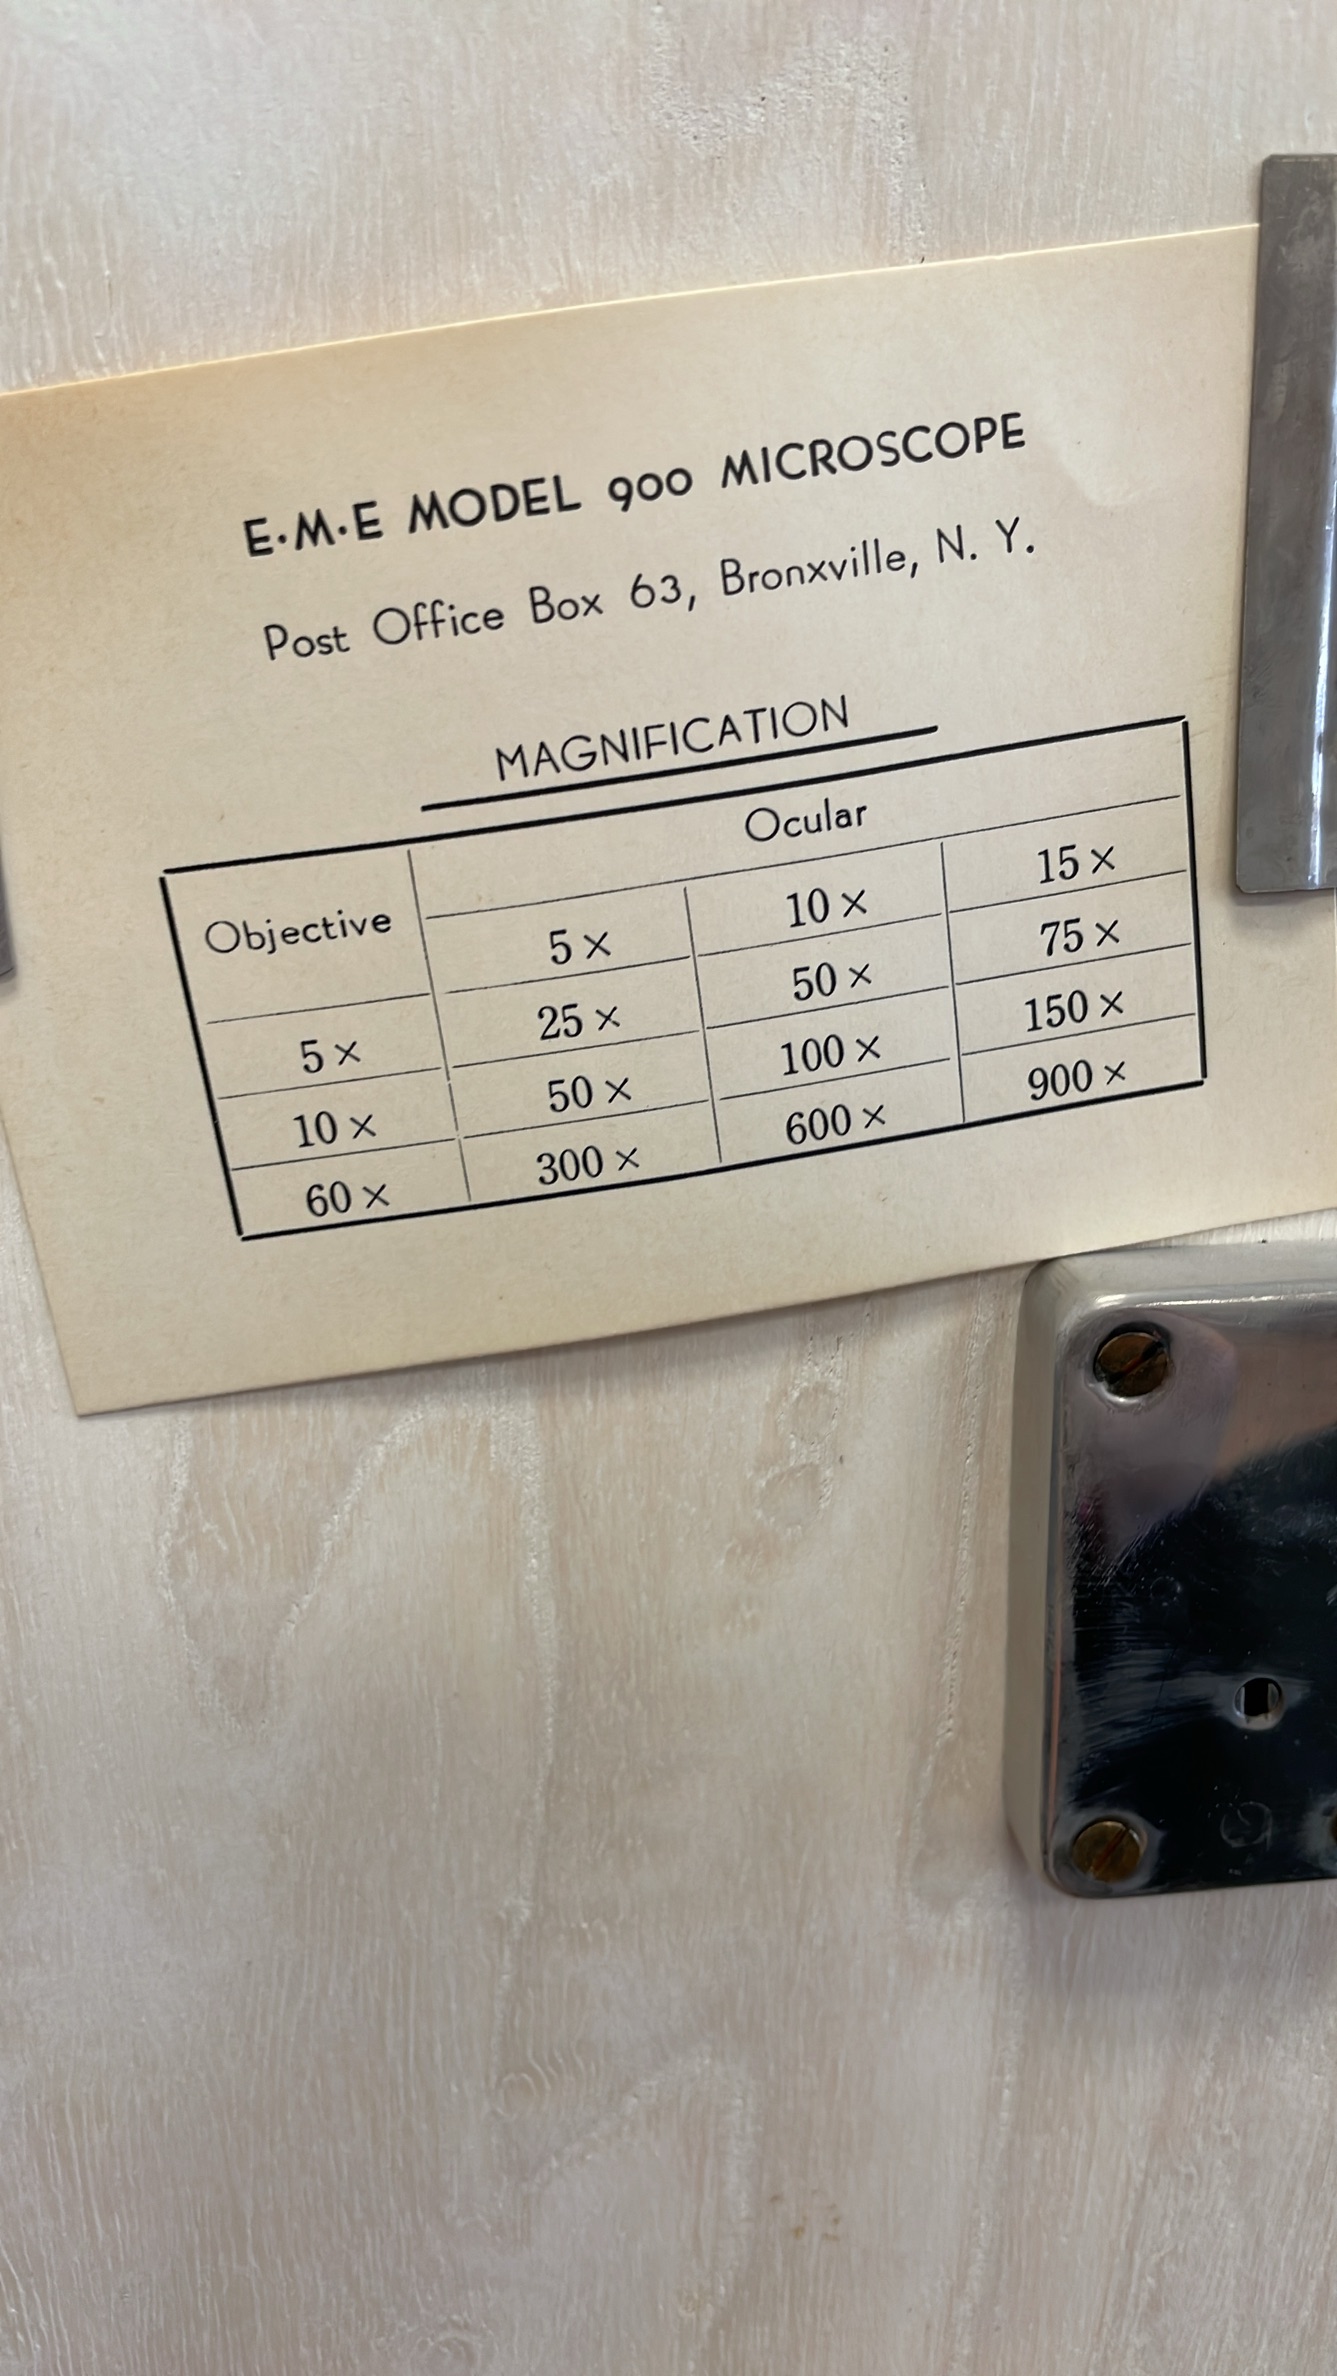 E·M·E MODEL 900 MICROSCOPE
Post Office Box 63, Bronxville, N. Y.
MAGNIFICATION
Objective Ocular
5 × 10 × 15 ×
5 × 25 × 50 × 75 ×
10 × 50 × 100 × 150 ×
60 × 300 × 600 × 900 ×